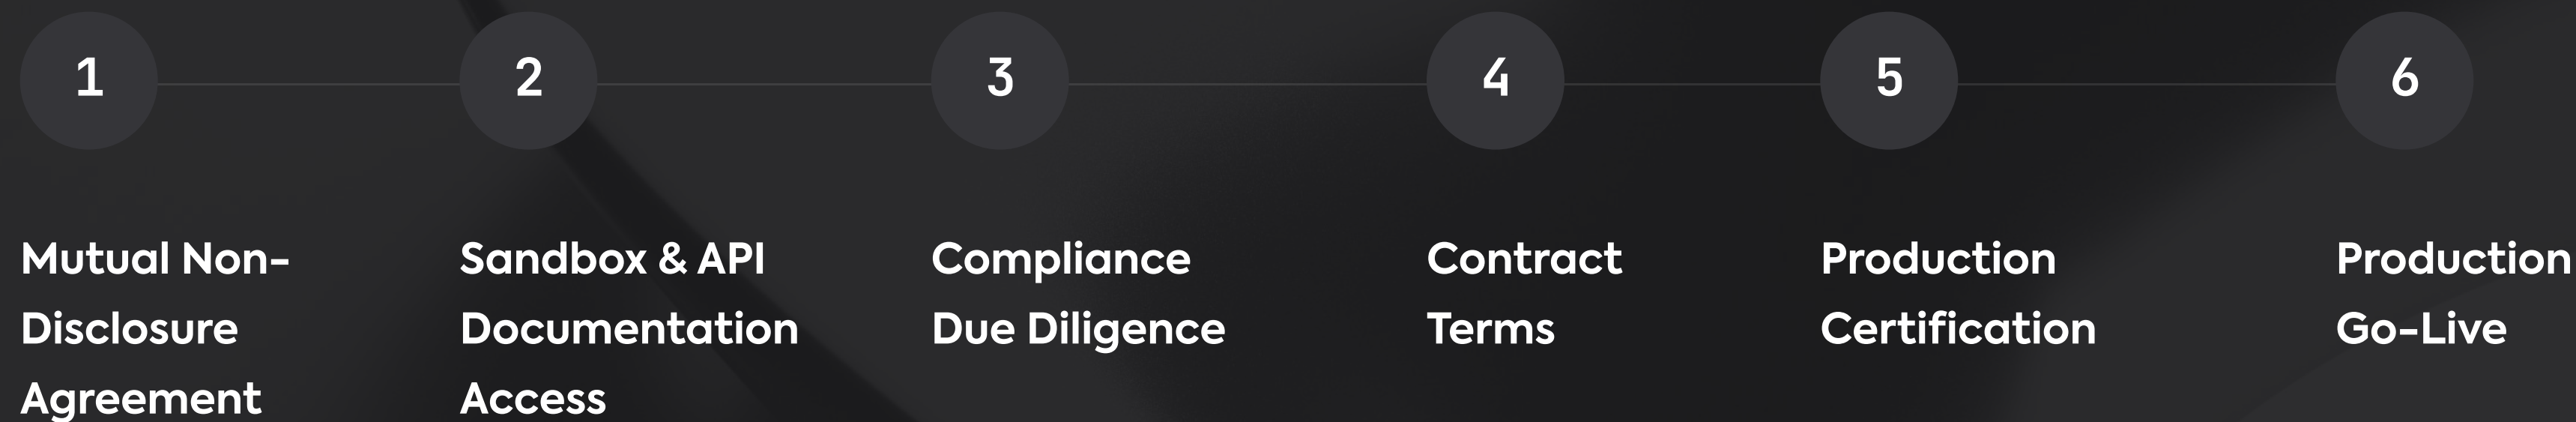 1
2
3
4
5
6
Mutual Non-
Disclosure
Agreement
Sandbox & API
Documentation
Access
Compliance
Due Diligence
Contract
Terms
Production
Certification
Production
Go-Live